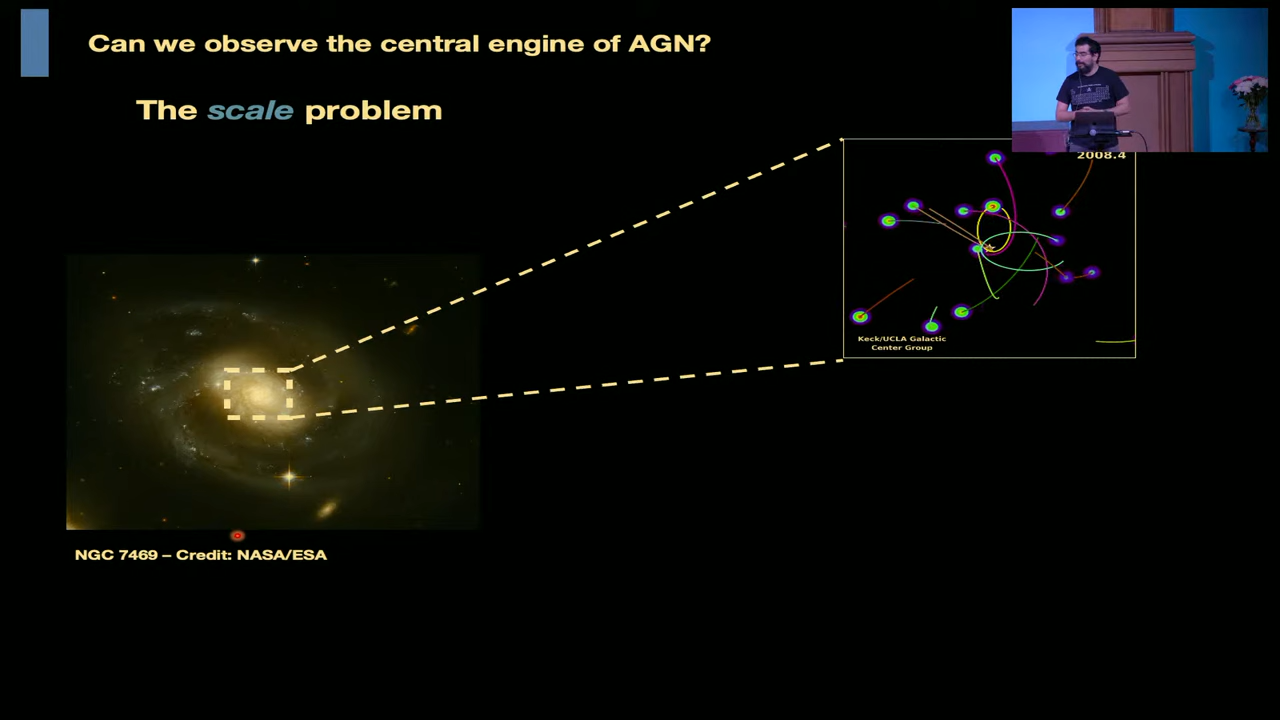 Can we observe the central engine of AGN?
The scale problem
2008.4
Keck/UCLA Galactic
Center Group
NGC 7469 – Credit: NASA/ESA